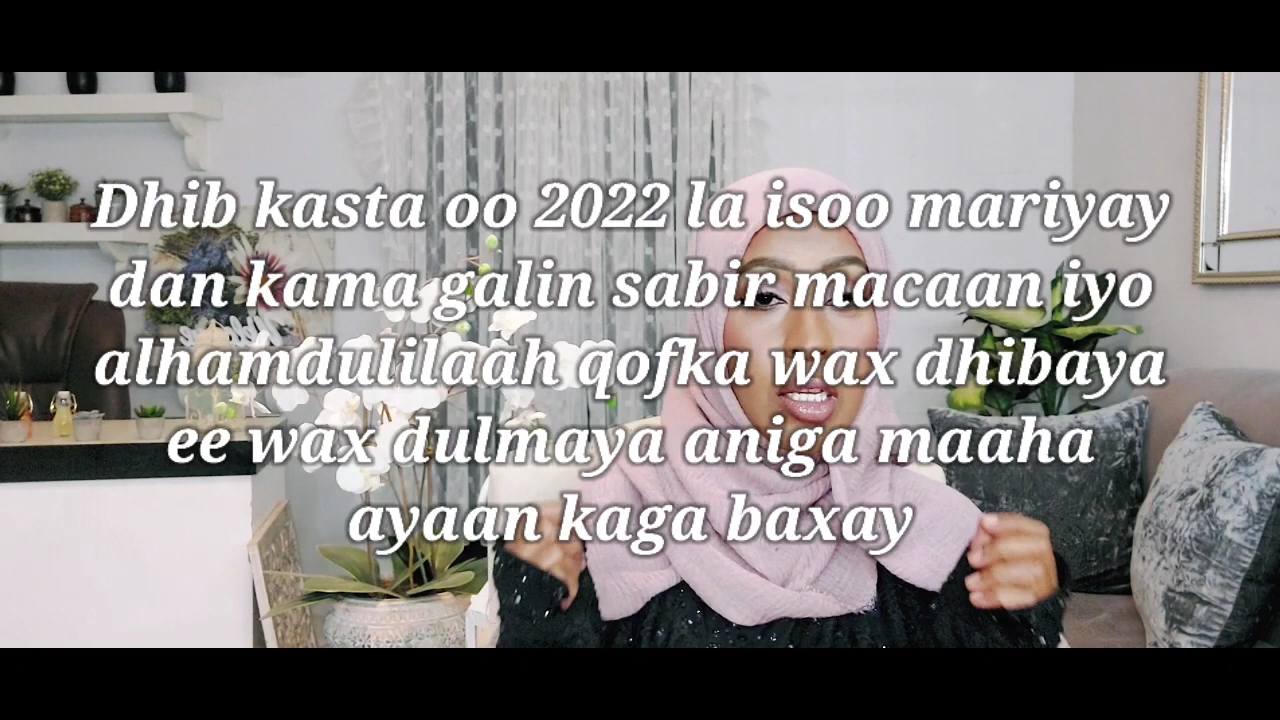 Dhib kasta oo 2022 la isoo mariyay
dan kama galin sabir macaan iyo
alhamdulilaah qofka wax dhibaya
ee wax dulmaya aniga maaha
ayaan kaga baxay